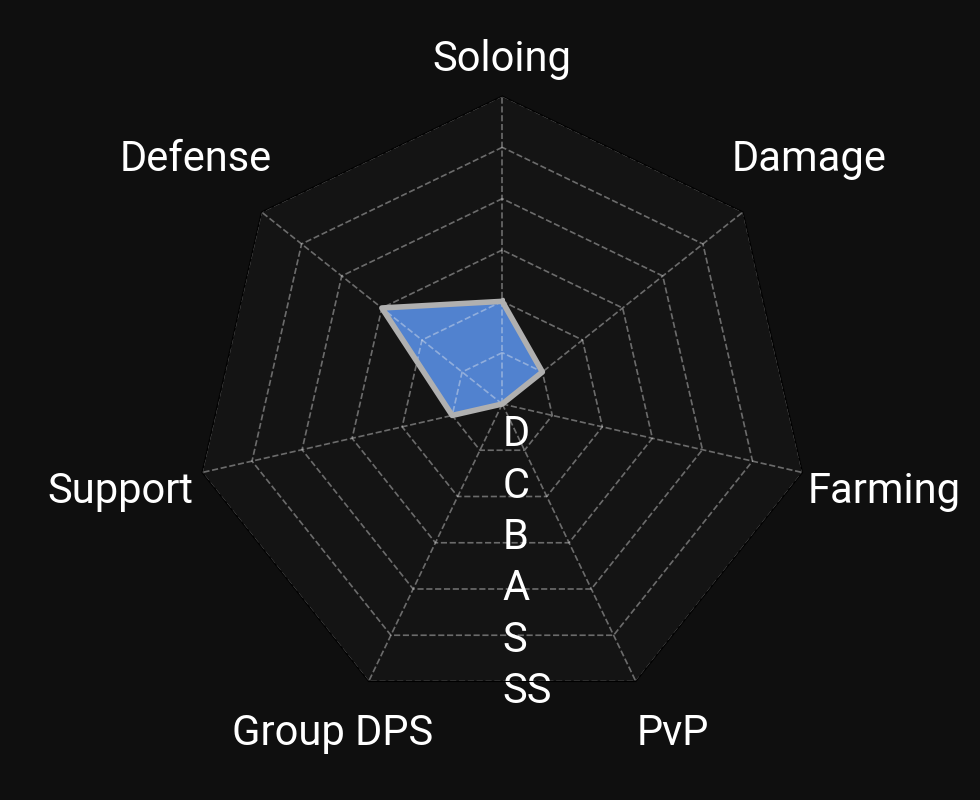 Soloing
Defense
Damage
D
C
Support
Farming
B
A
S
SS
Group DPS
PvP